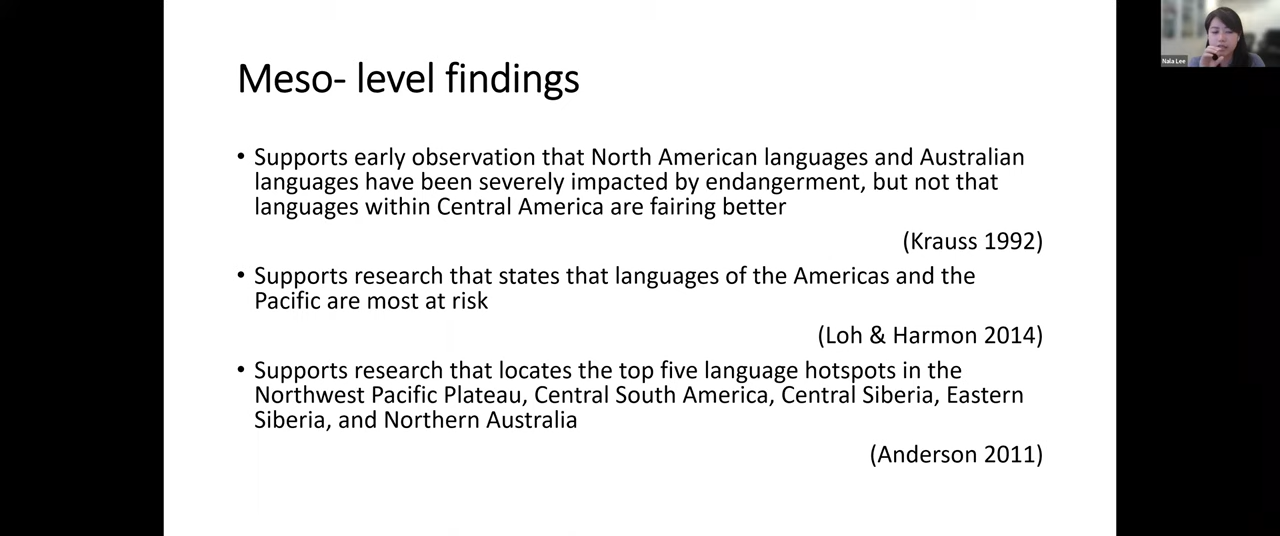 Meso- level findings
• Supports early observation that North American languages and Australian
languages have been severely impacted by endangerment, but not that
languages within Central America are fairing better
(Krauss 1992)
• Supports research that states that languages of the Americas and the
Pacific are most at risk
(Loh & Harmon 2014)
• Supports research that locates the top five language hotspots in the
Northwest Pacific Plateau, Central South America, Central Siberia, Eastern
Siberia, and Northern Australia
(Anderson 2011)
Nala Lee